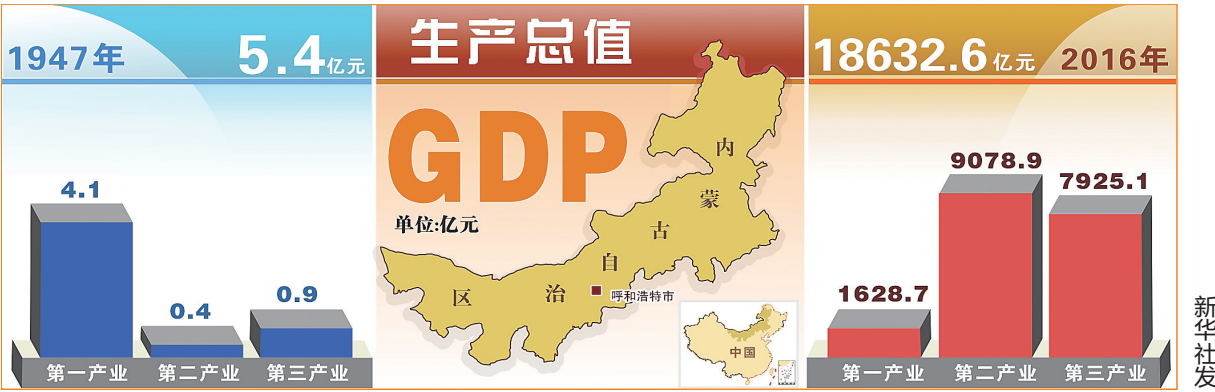 1947年
5.4亿元
4.1
0.4
0.9
第一产业
第二产业
第三产业
生产总值
GDP
单位:亿元
内
蒙
古
自
治
区
呼和浩特市
中国
18632.6亿元
2016年
1628.7
9078.9
7925.1
第一产业
第二产业
第三产业
新华社发